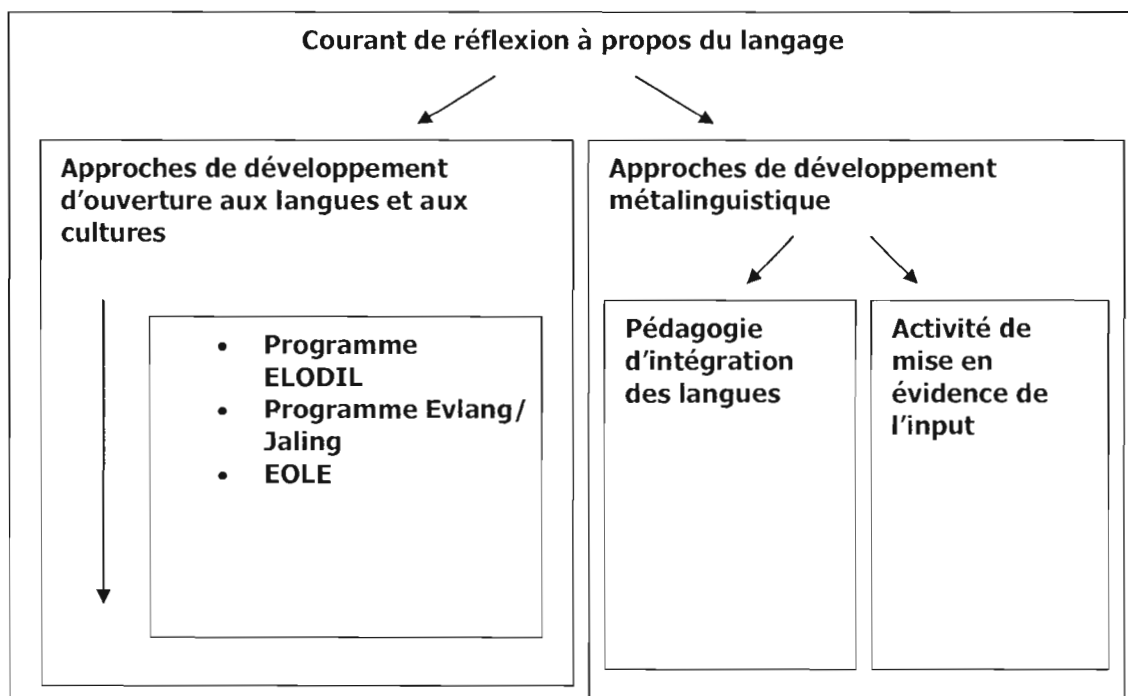 Courant de réflexion à propos du langage
Approches de développement
d'ouverture aux langues et aux
cultures
• Programme
ELODIL
• Programme Evlang/
Jaling
• EOLE
Approches de développement
métalinguistique
Pédagogie
d'intégration
des langues
Activité de
mise en
évidence de
l'input